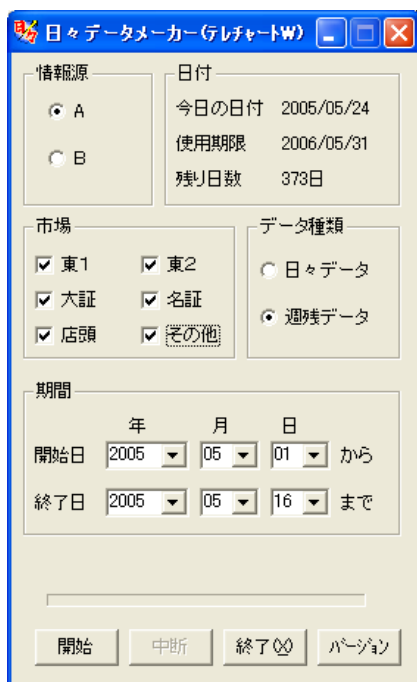 日々データメーカー(テレチャートW)
情報源
A
B
日付
今日の日付 2005/05/24
使用期限 2006/05/31
残り日数 373日
市場
東1 東2
大証 名証
店頭 その他
データ種類
日々データ
週残データ
期間
年 月 日
開始日 2005 05 01 から
終了日 2005 05 16 まで
開始 中断 終了(X) バージョン